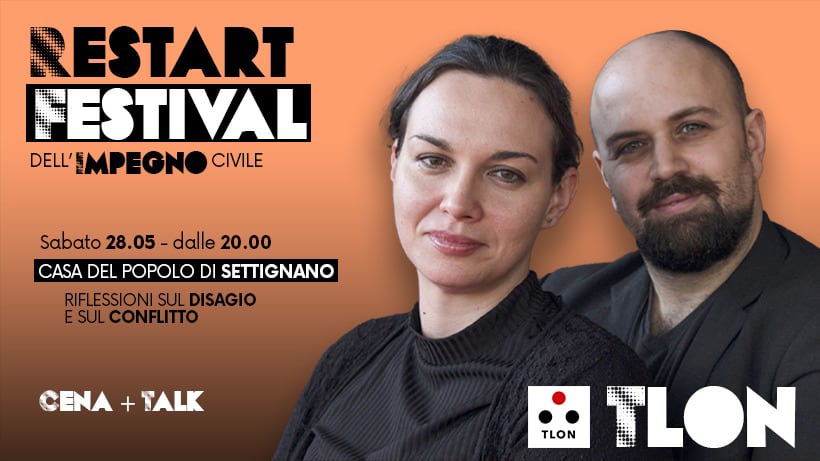 RESTART
FESTIVAL
DELL'IMPEGNO CIVILE
Sabato 28.05 - dalle 20.00
CASA DEL POPOLO DI SETTIGNANO
RIFLESSIONI SUL DISAGIO
E SUL CONFLITTO
CENA + TALK
TLON
TLON